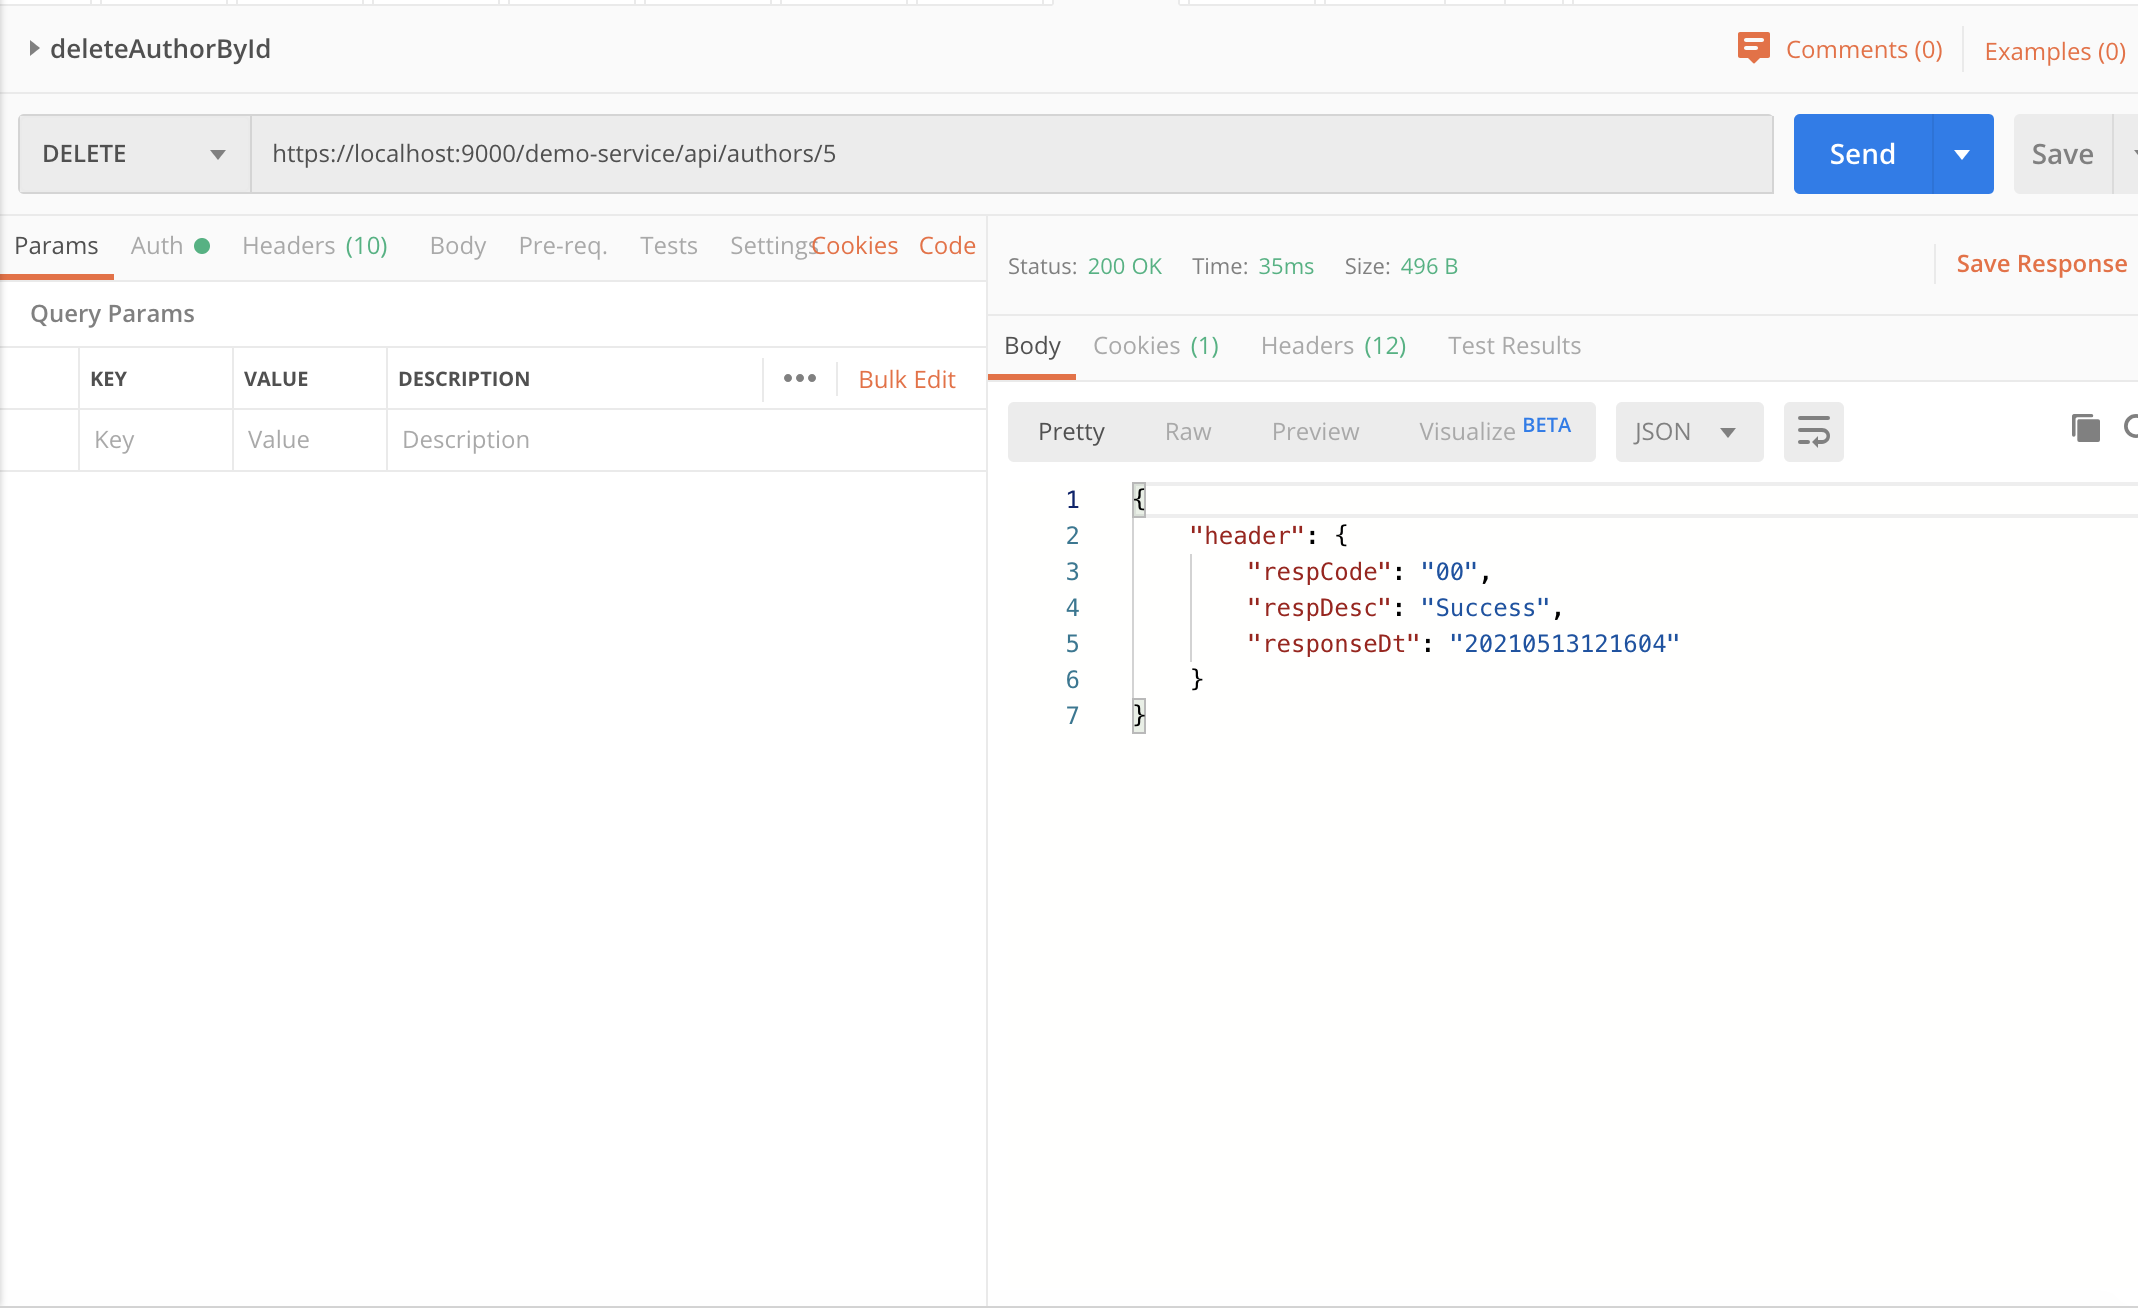 deleteAuthorById
Comments (0)
Examples (0)
DELETE
https://localhost:9000/demo-service/api/authors/5
Send
Save
Params
Auth
Headers (10)
Body
Pre-req.
Tests
Settings
Cookies
Code
Query Params
KEY
VALUE
DESCRIPTION
Bulk Edit
Key
Value
Description
Status: 200 OK
Time: 35ms
Size: 496 B
Save Response
Body
Cookies (1)
Headers (12)
Test Results
Pretty
Raw
Preview
Visualize BETA
JSON
1 {
2 "header": {
3 "respCode": "00",
4 "respDesc": "Success",
5 "responseDt": "20210513121604"
6 }
7 }